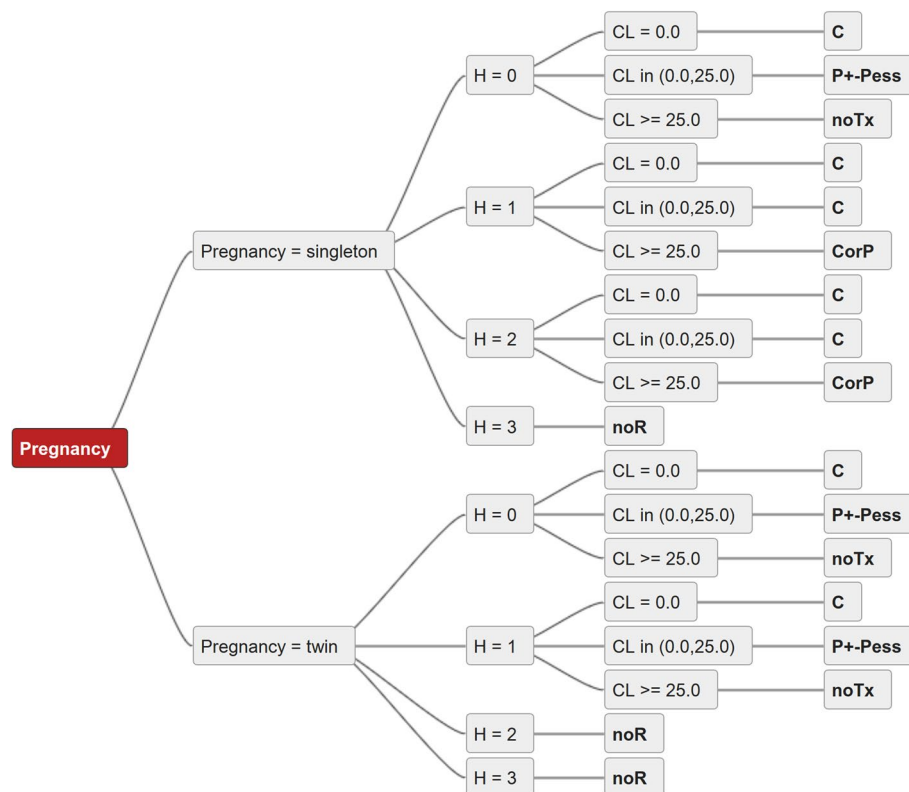 Pregnancy
Pregnancy = singleton
H = 0
CL = 0.0
C
CL in (0.0,25.0)
P+-Pess
CL >= 25.0
noTx
H = 1
CL = 0.0
C
CL in (0.0,25.0)
C
CL >= 25.0
CorP
H = 2
CL = 0.0
C
CL in (0.0,25.0)
C
CL >= 25.0
CorP
H = 3
noR
Pregnancy = twin
H = 0
CL = 0.0
C
CL in (0.0,25.0)
P+-Pess
CL >= 25.0
noTx
H = 1
CL = 0.0
C
CL in (0.0,25.0)
P+-Pess
CL >= 25.0
noTx
H = 2
noR
H = 3
noR